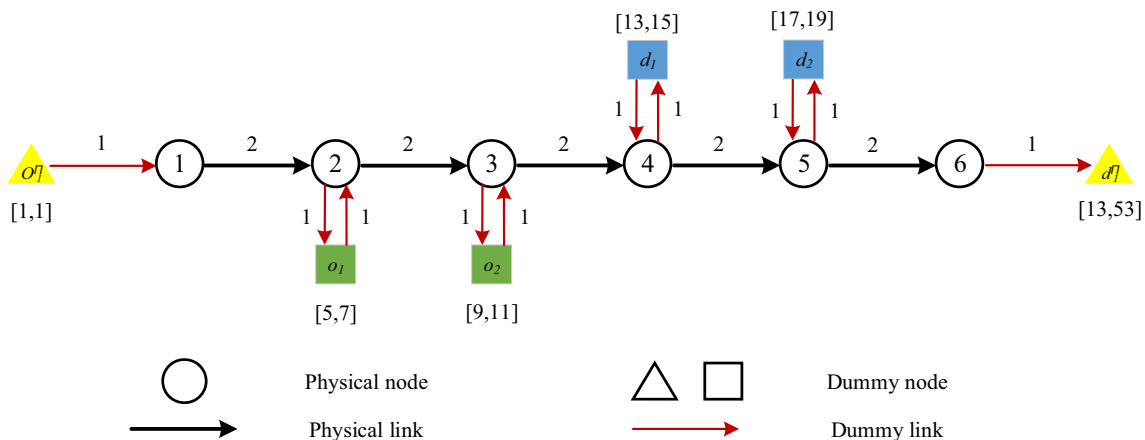 [13,15] [17,19]
d1 d2
1 1 1 1
1 2 2 2 2 2 1
O 1 2 3 4 5 6 d
[1,1] [13,53]
1 1 1 1
o1 o2
[5,7] [9,11]
Physical node Dummy node
Physical link Dummy link